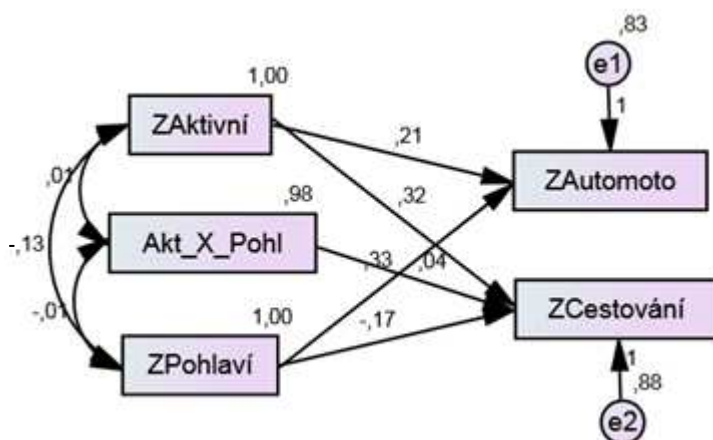 ,83
e1
1,00
1
ZAktivní
,21
ZAutomoto
,01
,98
,32
-,13
Akt_X_Pohl
,33
,04
-,01
1,00
ZCestování
-,17
ZPohlaví
1
,88
e2